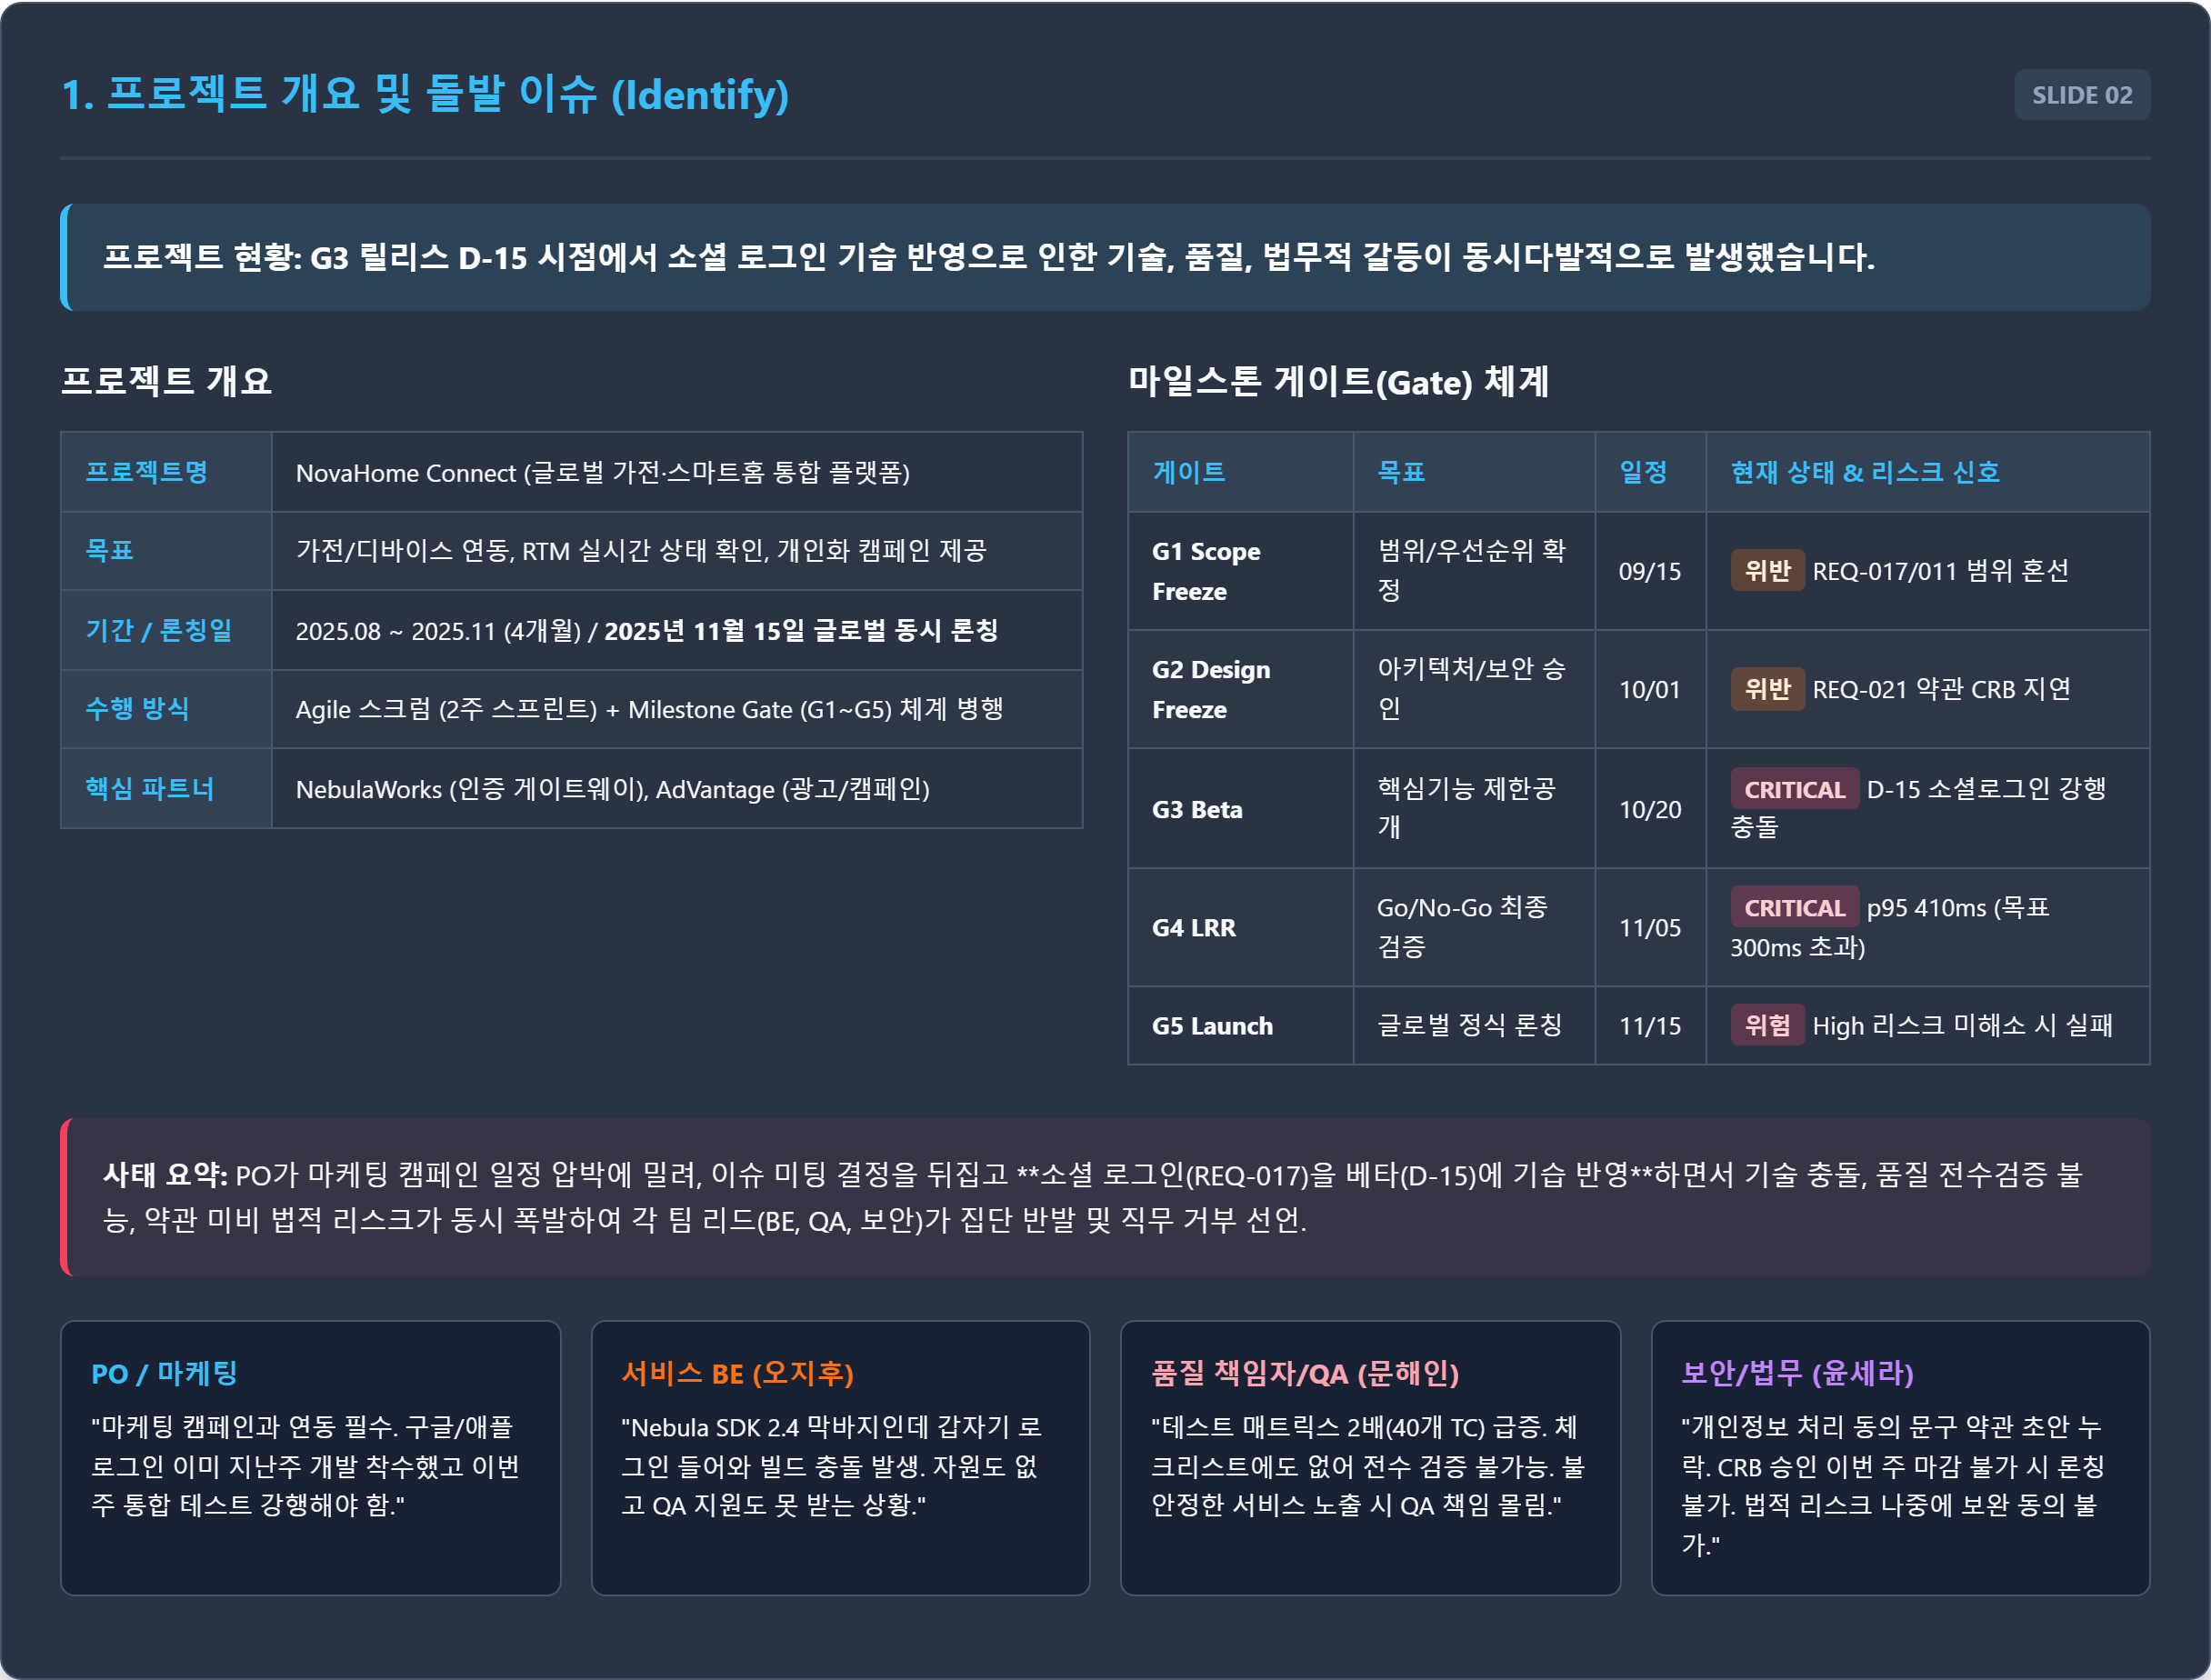 1. 프로젝트 개요 및 돌발 이슈 (Identify)
SLIDE 02
프로젝트 현황: G3 릴리스 D-15 시점에서 소셜 로그인 기습 반영으로 인한 기술, 품질, 법무적 갈등이 동시다발적으로 발생했습니다.
프로젝트 개요
프로젝트명 NovaHome Connect (글로벌 가전·스마트홈 통합 플랫폼)
목표 가전/디바이스 연동, RTM 실시간 상태 확인, 개인화 캠페인 제공
기간 / 론칭일 2025.08 ~ 2025.11 (4개월) / 2025년 11월 15일 글로벌 동시 론칭
수행 방식 Agile 스크럼 (2주 스프린트) + Milestone Gate (G1~G5) 체계 병행
핵심 파트너 NebulaWorks (인증 게이트웨이), AdVantage (광고/캠페인)
마일스톤 게이트(Gate) 체계
게이트 목표 일정 현재 상태 & 리스크 신호
G1 Scope
Freeze
범위/우선순위 확
정
09/15
위반 REQ-017/011 범위 혼선
G2 Design
Freeze
아키텍처/보안 승
인
10/01
위반 REQ-021 약관 CRB 지연
G3 Beta
핵심기능 제한공
개
10/20
CRITICAL D-15 소셜로그인 강행
충돌
G4 LRR
Go/No-Go 최종
검증
11/05
CRITICAL p95 410ms (목표
300ms 초과)
G5 Launch
글로벌 정식 론칭
11/15
위험 High 리스크 미해소 시 실패
사태 요약: PO가 마케팅 캠페인 일정 압박에 밀려, 이슈 미팅 결정을 뒤집고 **소셜 로그인(REQ-017)을 베타(D-15)에 기습 반영**하면서 기술 충돌, 품질 전수검증 불
능, 약관 미비 법적 리스크가 동시 폭발하여 각 팀 리드(BE, QA, 보안)가 집단 반발 및 직무 거부 선언.
PO / 마케팅
"마케팅 캠페인과 연동 필수. 구글/애플
로그인 이미 지난주 개발 착수했고 이번
주 통합 테스트 강행해야 함."
서비스 BE (오지후)
"Nebula SDK 2.4 막바지인데 갑자기 로
그인 들어와 빌드 충돌 발생. 자원도 없
고 QA 지원도 못 받는 상황."
품질 책임자/QA (문해인)
"테스트 매트릭스 2배(40개 TC) 급증. 체
크리스트에도 없어 전수 검증 불가능. 불
안정한 서비스 노출 시 QA 책임 몰림."
보안/법무 (윤세라)
"개인정보 처리 동의 문구 약관 초안 누
락. CRB 승인 이번 주 마감 불가 시 론칭
불가. 법적 리스크 나중에 보완 동의 불
가."